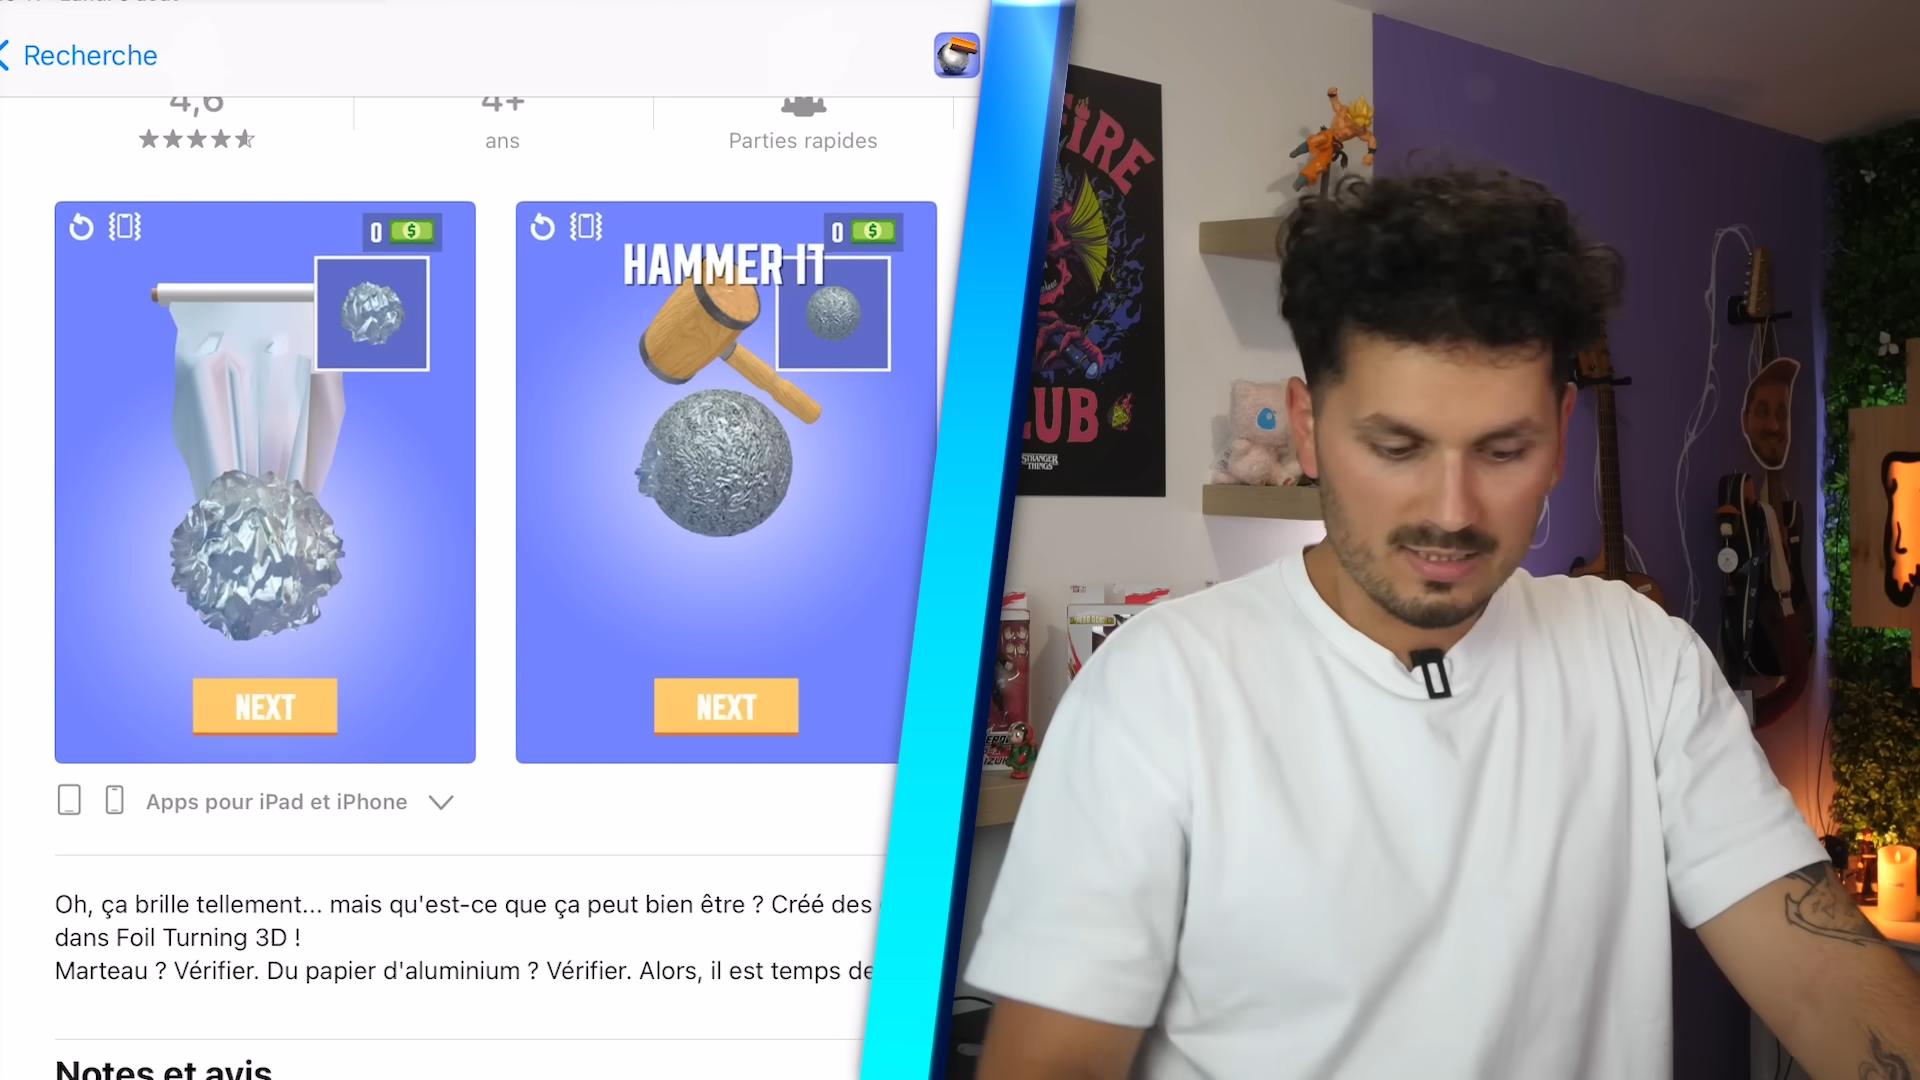 Recherche
4,6
4+
ans
Parties rapides
0
HAMMER IT
0
NEXT
NEXT
Apps pour iPad et iPhone
Oh, ça brille tellement... mais qu'est-ce que ça peut bien être ? Créé des
dans Foil Turning 3D !
Marteau ? Vérifier. Du papier d'aluminium ? Vérifier. Alors, il est temps de
Notes et avis
FIRE
LUB
STRANGER
THINGS